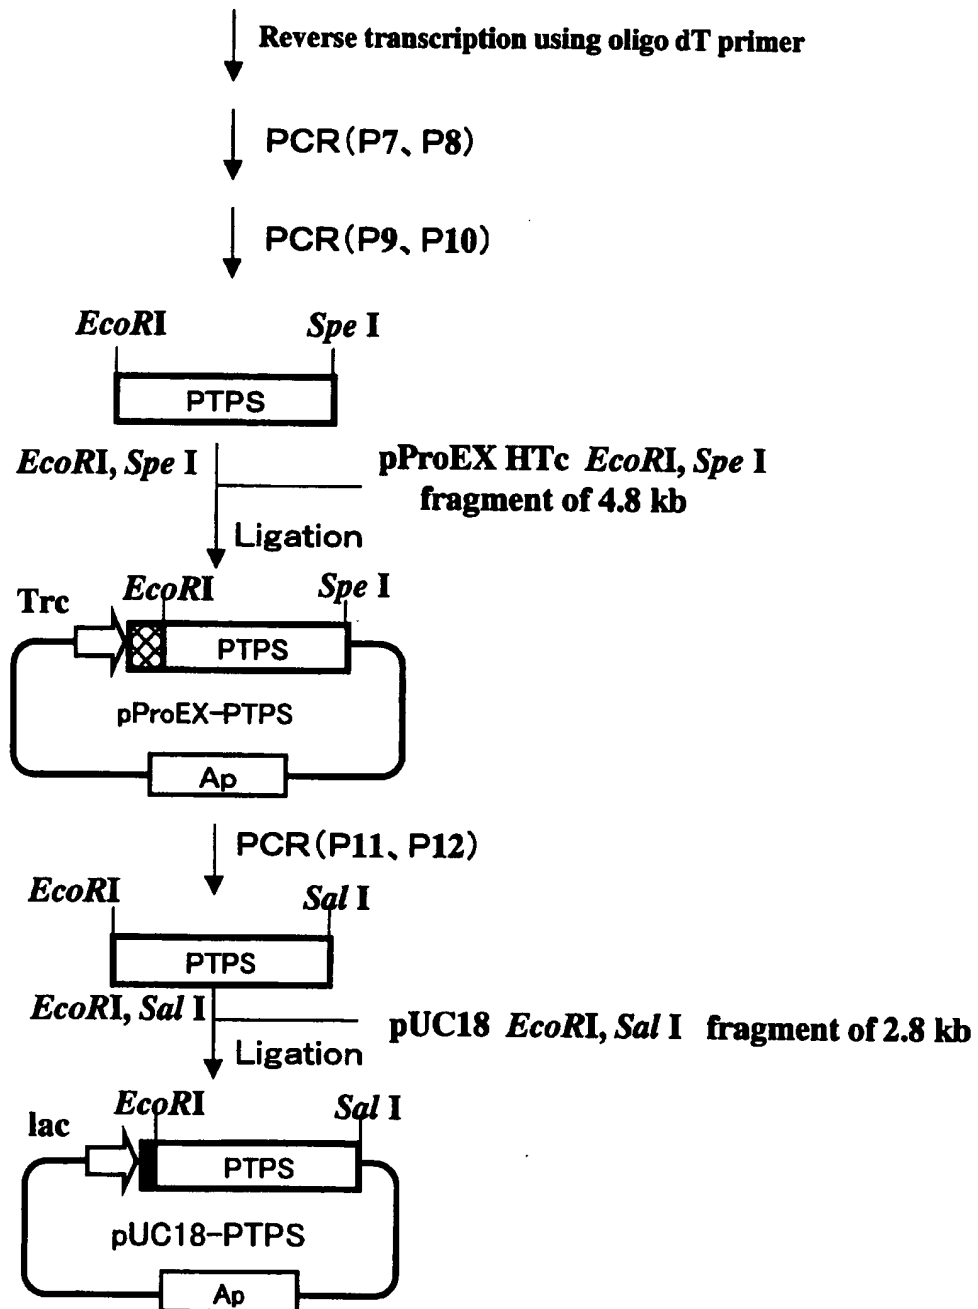 Reverse transcription using oligo dT primer
PCR(P7、P8)
PCR(P9、P10)
EcoRI Spe I
PTPS
EcoRI, Spe I
pProEX HTc EcoRI, Spe I
fragment of 4.8 kb
Ligation
Trc EcoRI Spe I
PTPS
pProEX-PTPS
Ap
PCR(P11、P12)
EcoRI Sal I
PTPS
EcoRI, Sal I
pUC18 EcoRI, Sal I fragment of 2.8 kb
Ligation
lac EcoRI Sal I
PTPS
pUC18-PTPS
Ap